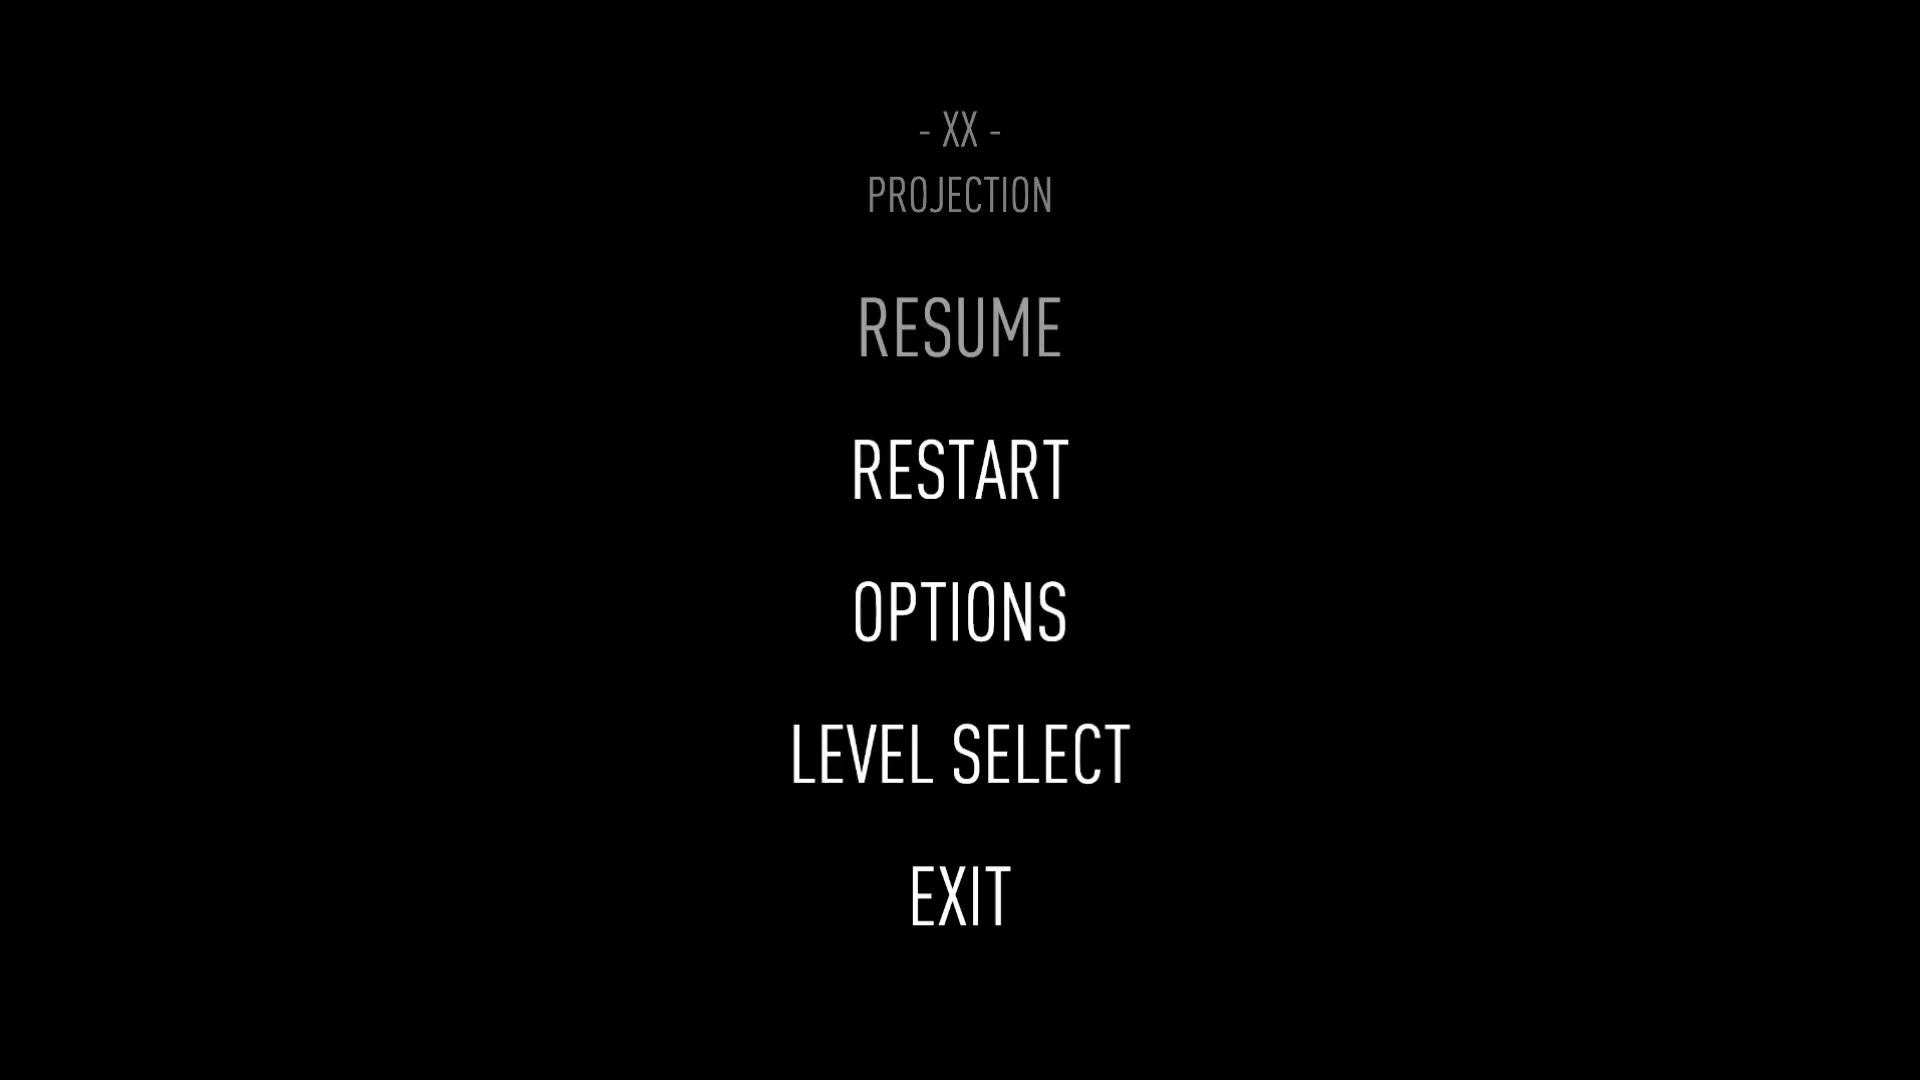 - XX -
PROJECTION
RESUME
RESTART
OPTIONS
LEVEL SELECT
EXIT